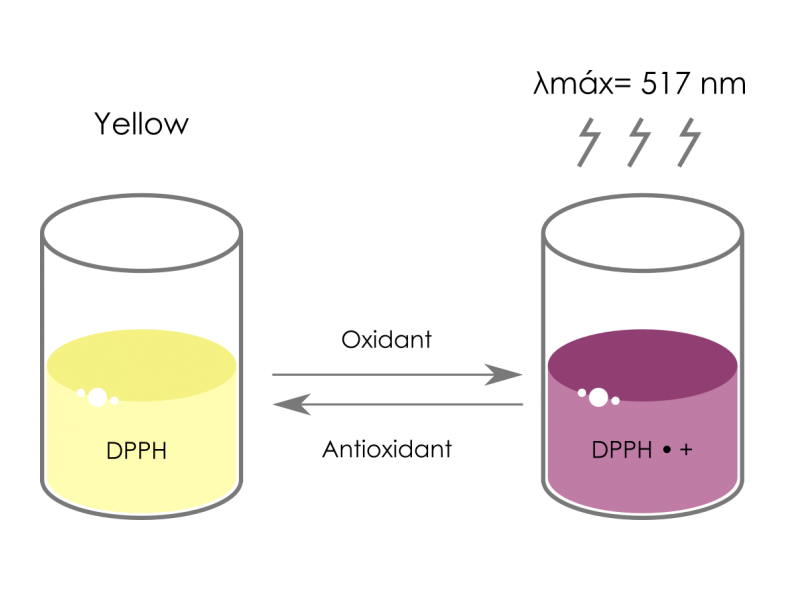 λmáx= 517 nm
Yellow
Oxidant
Antioxidant
DPPH
DPPH • +